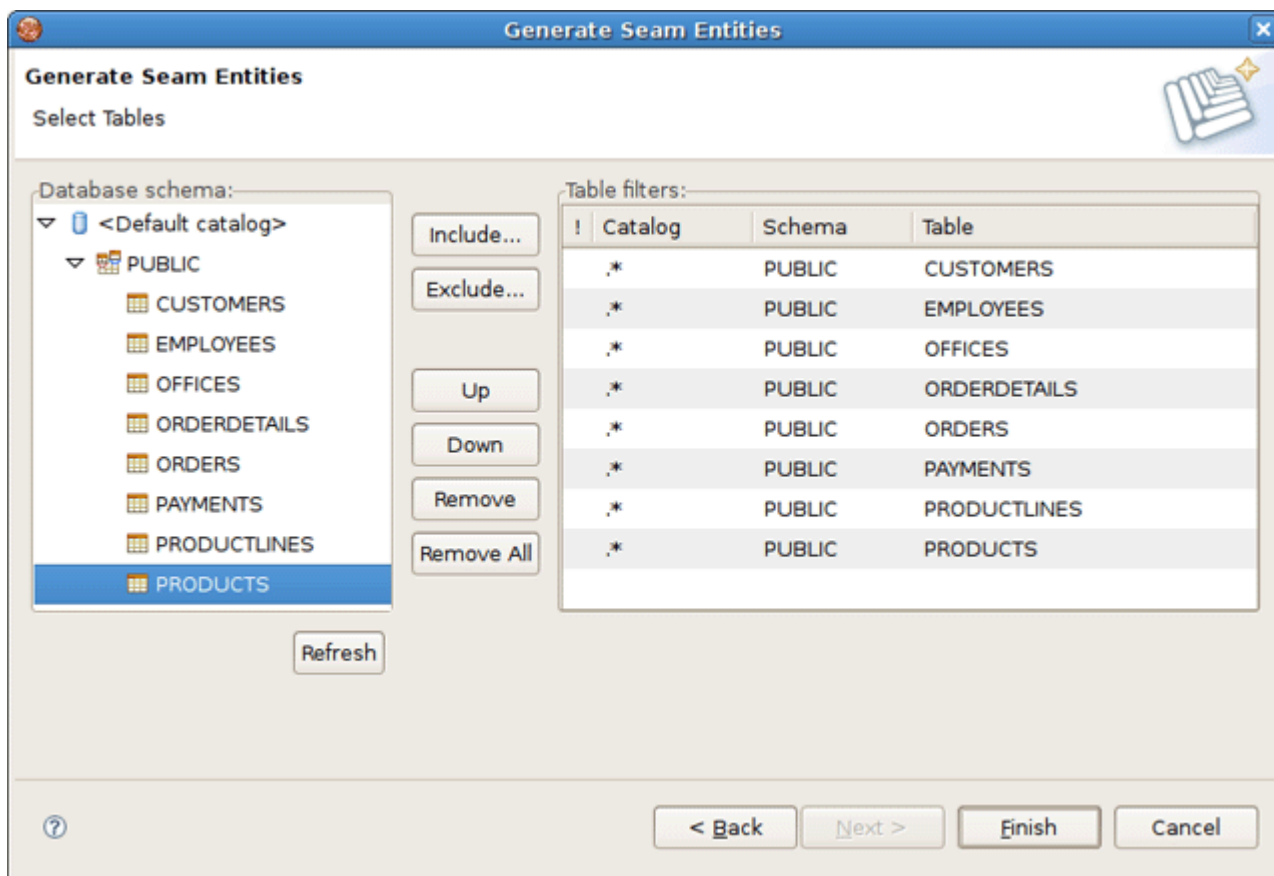 Generate Seam Entities
Generate Seam Entities
Select Tables
Database schema:
<Default catalog>
PUBLIC
CUSTOMERS
EMPLOYEES
OFFICES
ORDERDETAILS
ORDERS
PAYMENTS
PRODUCTLINES
PRODUCTS
Refresh
Include...
Exclude...
Up
Down
Remove
Remove All
Table filters:
! Catalog Schema Table
.* PUBLIC CUSTOMERS
.* PUBLIC EMPLOYEES
.* PUBLIC OFFICES
.* PUBLIC ORDERDETAILS
.* PUBLIC ORDERS
.* PUBLIC PAYMENTS
.* PUBLIC PRODUCTLINES
.* PUBLIC PRODUCTS
< Back Next > Finish Cancel